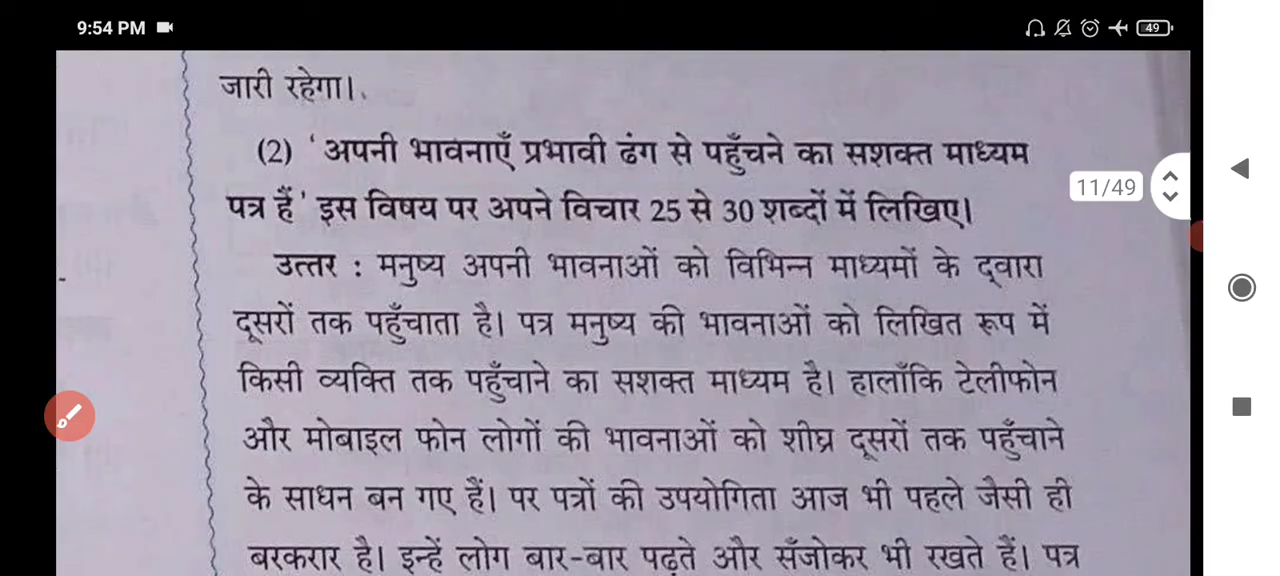 9:54 PM
49
जारी रहेगा।
(2) 'अपनी भावनाएँ प्रभावी ढंग से पहुँचने का सशक्त माध्यम
11/49
पत्र हैं' इस विषय पर अपने विचार 25 से 30 शब्दों में लिखिए।
उत्तर : मनुष्य अपनी भावनाओं को विभिन्न माध्यमों के द्वारा
दूसरों तक पहुँचाता है। पत्र मनुष्य की भावनाओं को लिखित रूप में
किसी व्यक्ति तक पहुँचाने का सशक्त माध्यम है। हालाँकि टेलीफोन
और मोबाइल फोन लोगों की भावनाओं को शीघ्र दूसरों तक पहुँचाने
के साधन बन गए हैं। पर पत्रों की उपयोगिता आज भी पहले जैसी ही
बरकरार है। इन्हें लोग बार-बार पढ़ते और सँजोकर भी रखते हैं। पत्र